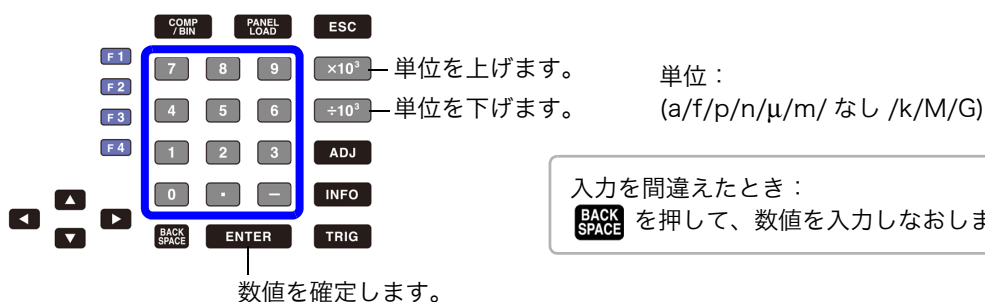 COMP /BIN
PANEL LOAD
ESC
F1
7 8 9 ×10³
単位を上げます。
単位：
F2
4 5 6 ÷10³
単位を下げます。
(a/f/p/n/μ/m/ なし /k/M/G)
F3
F4
1 2 3 ADJ
0 . − INFO
BACK SPACE
ENTER
TRIG
数値を確定します。
入力を間違えたとき：
BACK SPACE を押して、数値を入力しなおしま